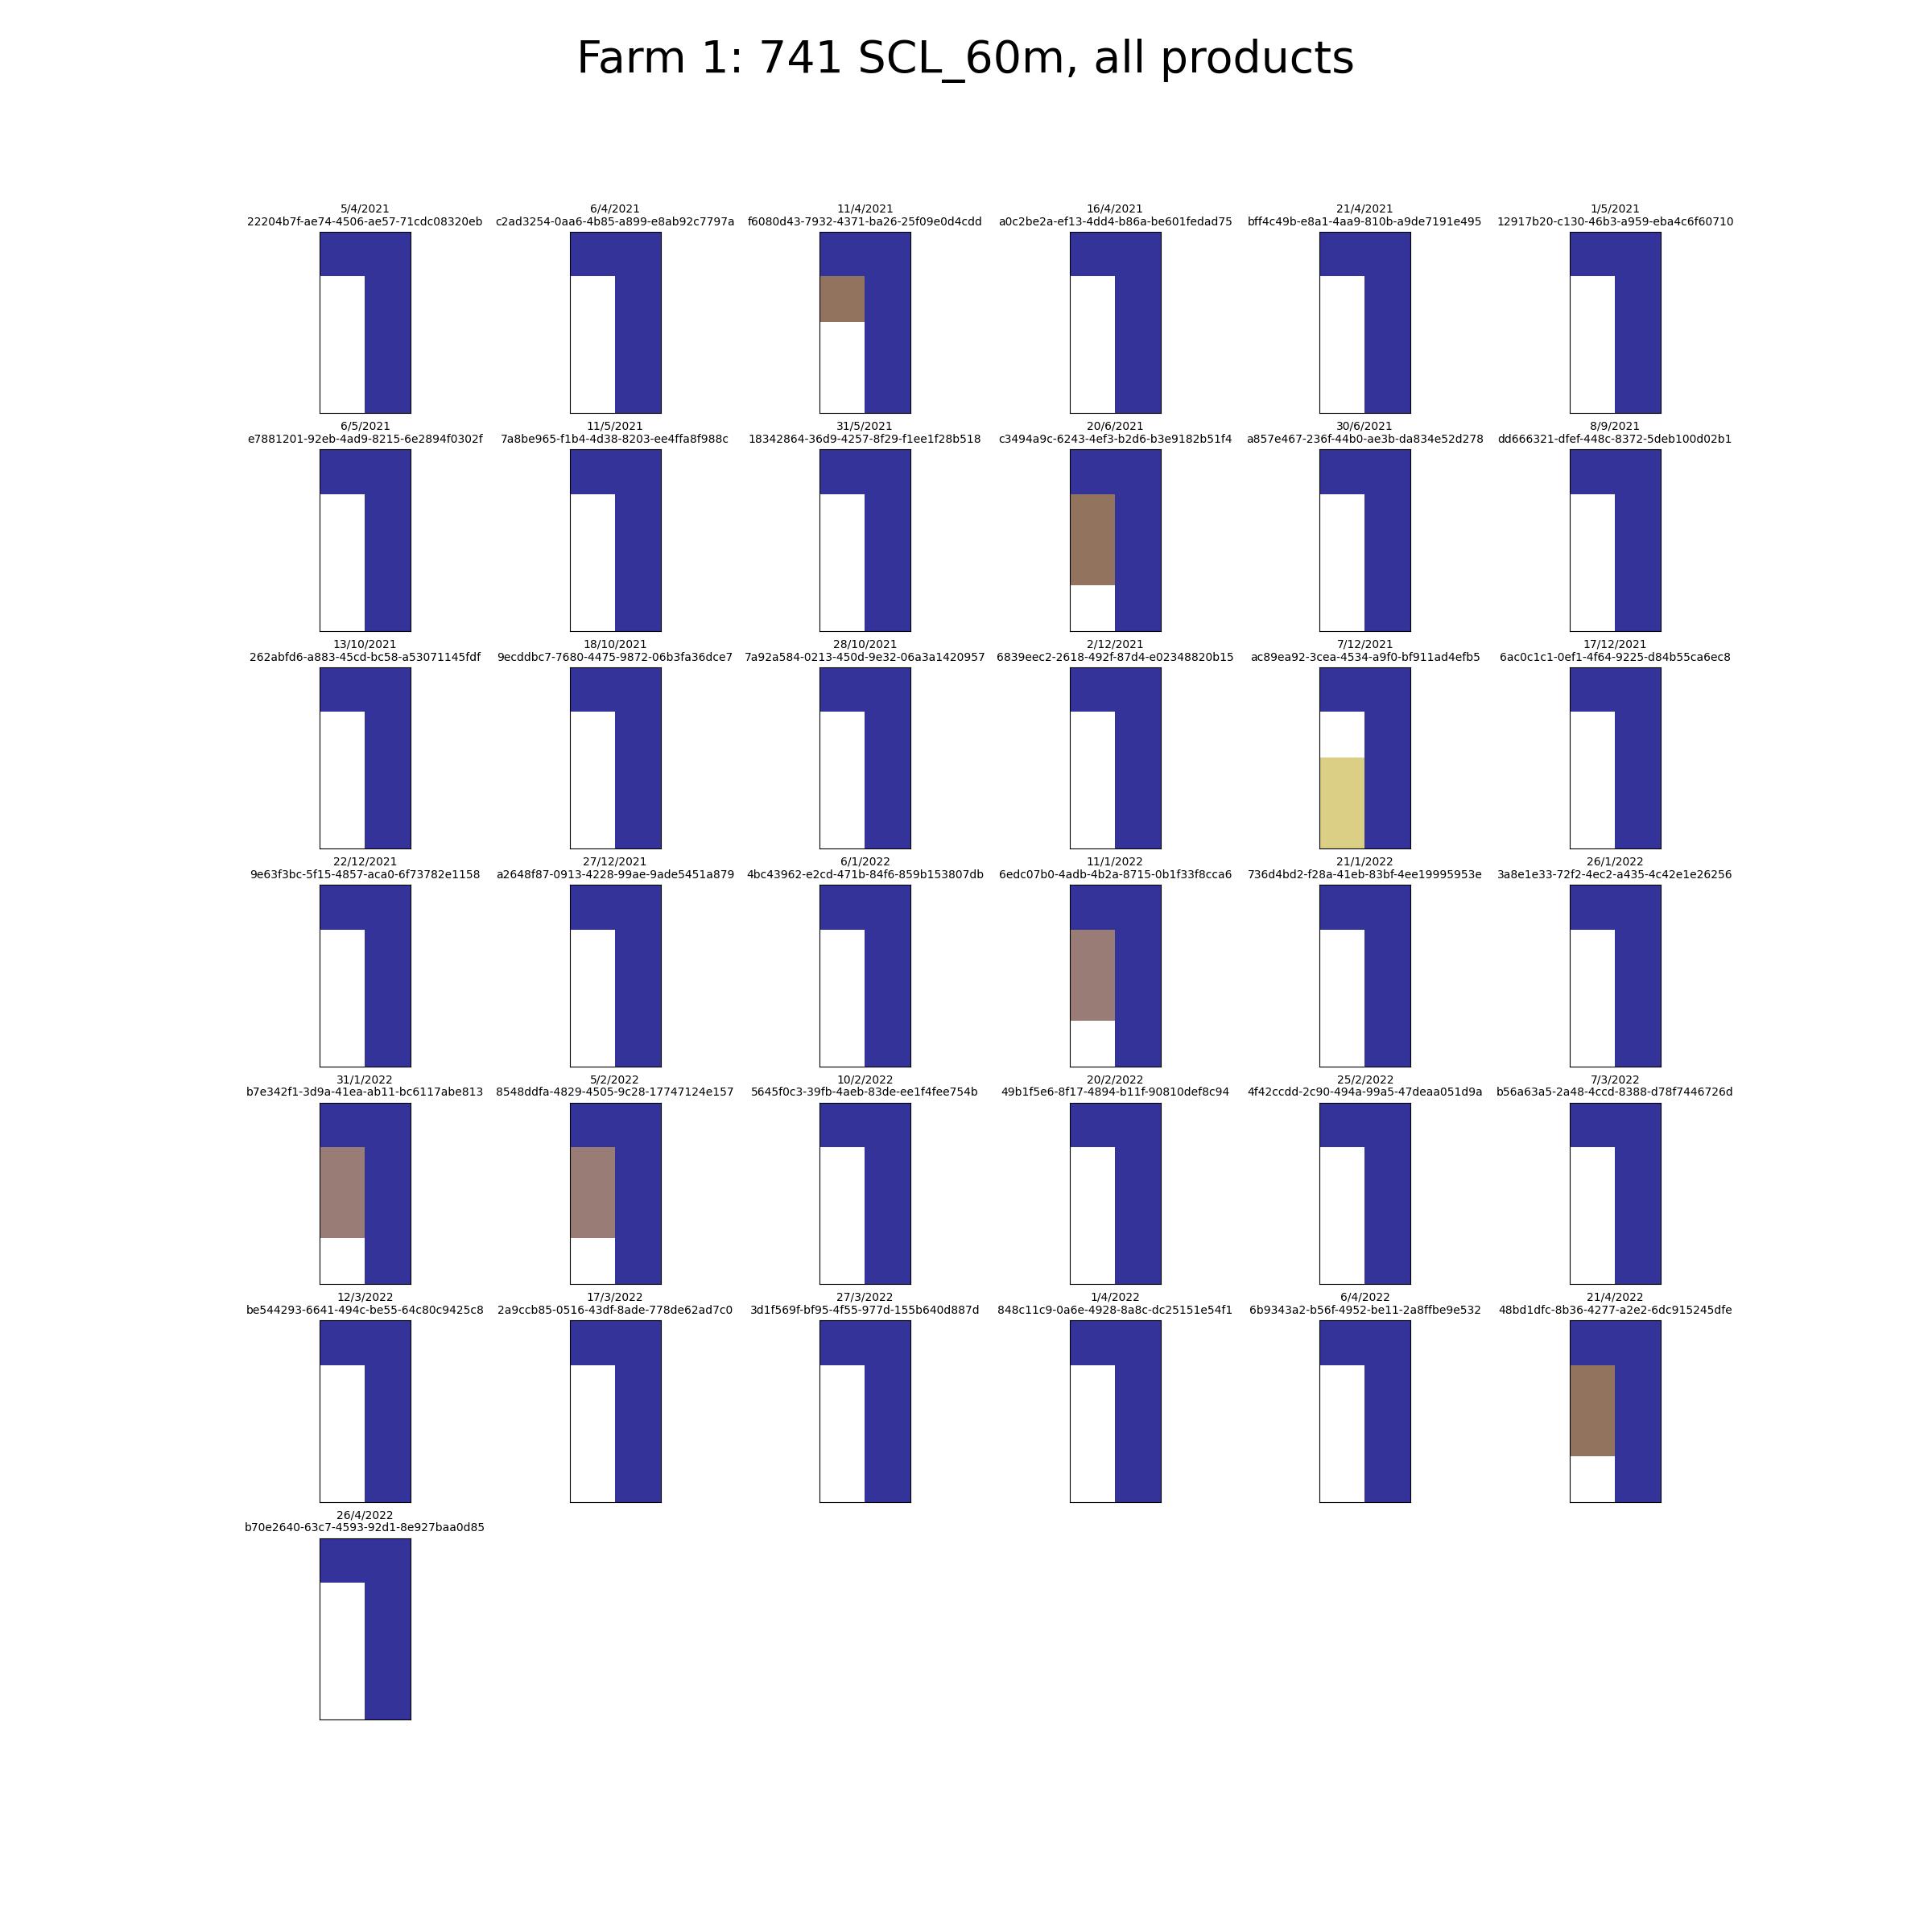 Farm 1: 741 SCL_60m, all products
5/4/2021
22204b7f-ae74-4506-ae57-71cdc08320eb
6/4/2021
c2ad3254-0aa6-4b85-a899-e8ab92c7797a
11/4/2021
f6080d43-7932-4371-ba26-25f09e0d4cdd
16/4/2021
a0c2be2a-ef13-4dd4-b86a-be601fedad75
21/4/2021
bff4c49b-e8a1-4aa9-810b-a9de7191e495
1/5/2021
12917b20-c130-46b3-a959-eba4c6f60710
6/5/2021
e7881201-92eb-4ad9-8215-6e2894f0302f
11/5/2021
7a8be965-f1b4-4d38-8203-ee4ffa8f988c
31/5/2021
18342864-36d9-4257-8f29-f1ee1f28b518
20/6/2021
c3494a9c-6243-4ef3-b2d6-b3e9182b51f4
30/6/2021
a857e467-236f-44b0-ae3b-da834e52d278
8/9/2021
dd666321-dfef-448c-8372-5deb100d02b1
13/10/2021
262abfd6-a883-45cd-bc58-a53071145fdf
18/10/2021
9ecddbc7-7680-4475-9872-06b3fa36dce7
28/10/2021
7a92a584-0213-450d-9e32-06a3a1420957
2/12/2021
6839eec2-2618-492f-87d4-e02348820b15
7/12/2021
ac89ea92-3cea-4534-a9f0-bf911ad4efb5
17/12/2021
6ac0c1c1-0ef1-4f64-9225-d84b55ca6ec8
22/12/2021
9e63f3bc-5f15-4857-aca0-6f73782e1158
27/12/2021
a2648f87-0913-4228-99ae-9ade5451a879
6/1/2022
4bc43962-e2cd-471b-84f6-859b153807db
11/1/2022
6edc07b0-4adb-4b2a-8715-0b1f33f8cca6
21/1/2022
736d4bd2-f28a-41eb-83bf-4ee19995953e
26/1/2022
3a8e1e33-72f2-4ec2-a435-4c42e1e26256
31/1/2022
b7e342f1-3d9a-41ea-ab11-bc6117abe813
5/2/2022
8548ddfa-4829-4505-9c28-17747124e157
10/2/2022
5645f0c3-39fb-4aeb-83de-ee1f4fee754b
20/2/2022
49b1f5e6-8f17-4894-b11f-90810def8c94
25/2/2022
4f42ccdd-2c90-494a-99a5-47deaa051d9a
7/3/2022
b56a63a5-2a48-4ccd-8388-d78f7446726d
12/3/2022
be544293-6641-494c-be55-64c80c9425c8
17/3/2022
2a9ccb85-0516-43df-8ade-778de62ad7c0
27/3/2022
3d1f569f-bf95-4f55-977d-155b640d887d
1/4/2022
848c11c9-0a6e-4928-8a8c-dc25151e54f1
6/4/2022
6b9343a2-b56f-4952-be11-2a8ffbe9e532
21/4/2022
48bd1dfc-8b36-4277-a2e2-6dc915245dfe
26/4/2022
b70e2640-63c7-4593-92d1-8e927baa0d85